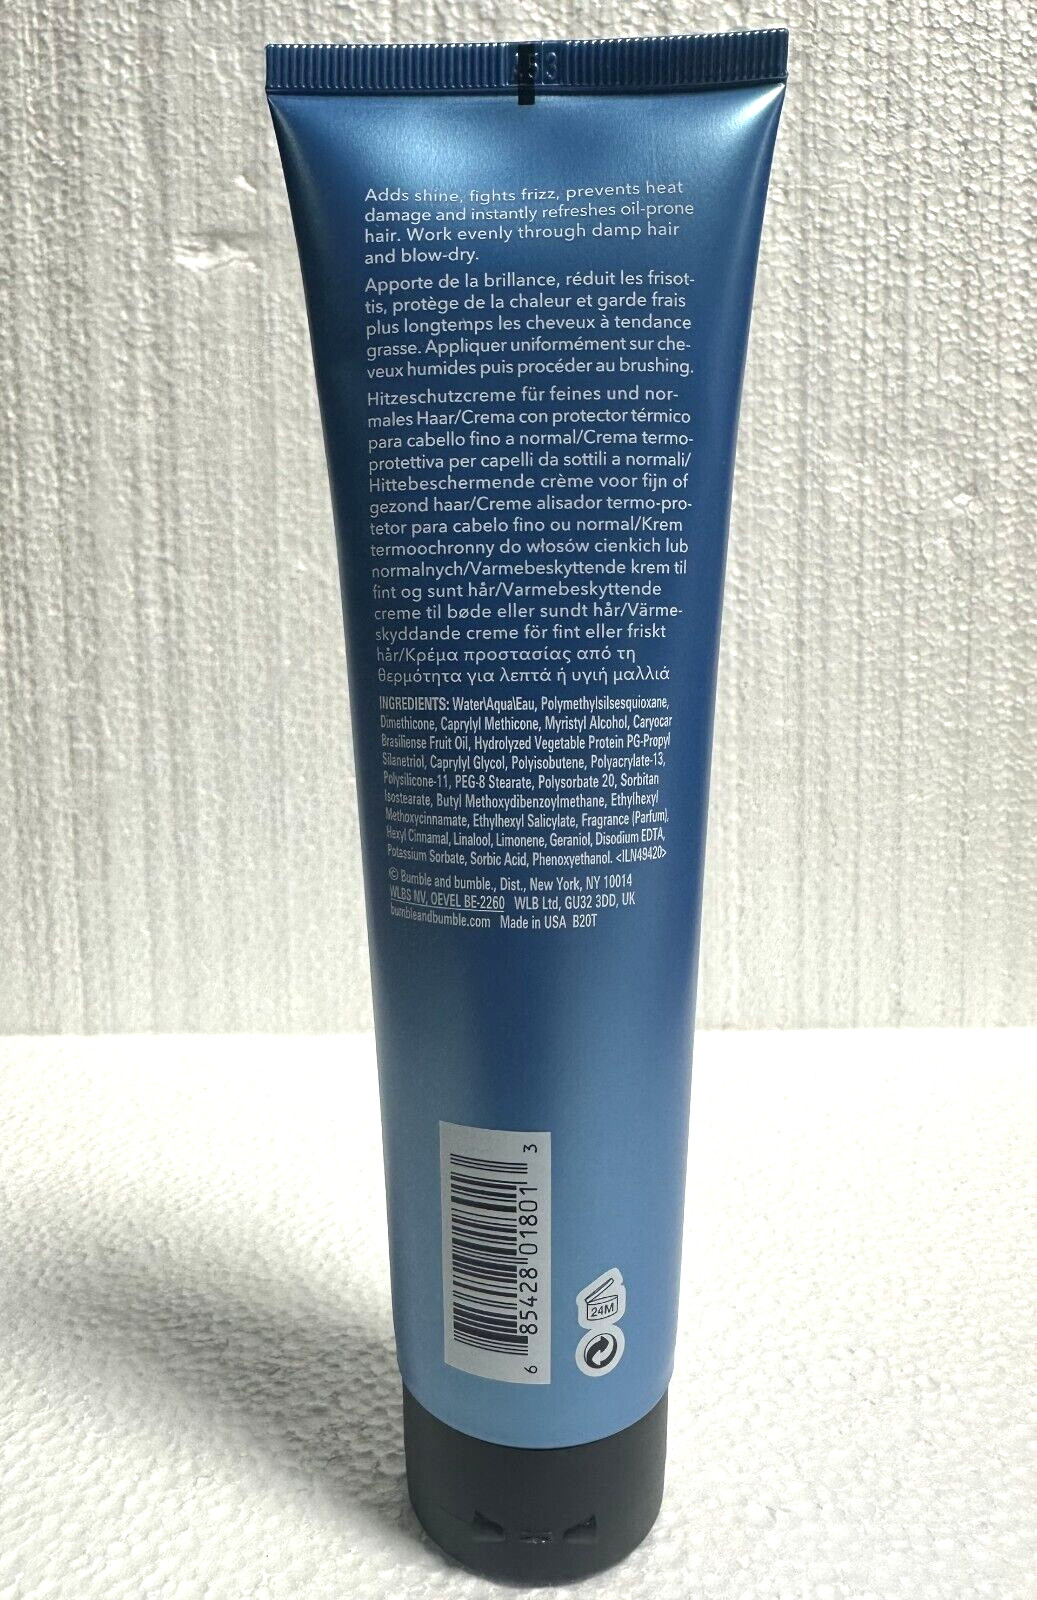 Adds shine, fights frizz, prevents heat
damage and instantly refreshes oil-prone
hair. Work evenly through damp hair
and blow-dry.
Apporte de la brillance, réduit les frisot-
tis, protège de la chaleur et garde frais
plus longtemps les cheveux à tendance
grasse. Appliquer uniformément sur che-
veux humides puis procéder au brushing.
Hitzeschutzcreme für feines und nor-
males Haar/Crema con protector térmico
para cabello fino a normal/Crema termo-
protettiva per capelli da sottili a normali/
Hittebeschermende crème voor fijn of
gezond haar/Creme alisador termo-pro-
tetor para cabelo fino ou normal/Krem
termoochronny do włosów cienkich lub
normalnych/Varmebeskyttende krem til
fint og sunt hår/Varmebeskyttende
creme til bøde eller sundt hår/Värme-
skyddande creme för fint eller friskt
hår/Κρέμα προστασίας από τη
θερμότητα για λεπτά ή υγιή μαλλιά
INGREDIENTS: Water\Aqua\Eau, Polymethylsilsesquioxane,
Dimethicone, Caprylyl Methicone, Myristyl Alcohol, Caryocar
Brasiliense Fruit Oil, Hydrolyzed Vegetable Protein PG-Propyl
Silanetriol, Caprylyl Glycol, Polyisobutene, Polyacrylate-13,
Polysilicone-11, PEG-8 Stearate, Polysorbate 20, Sorbitan
Isostearate, Butyl Methoxydibenzoylmethane, Ethylhexyl
Methoxycinnamate, Ethylhexyl Salicylate, Fragrance (Parfum),
Hexyl Cinnamal, Linalool, Limonene, Geraniol, Disodium EDTA,
Potassium Sorbate, Sorbic Acid, Phenoxyethanol. <ILN49420>
© Bumble and bumble., Dist., New York, NY 10014
WLBS NV, OEVEL BE-2260 WLB Ltd, GU32 3DD, UK
bumbleandbumble.com Made in USA B20T
6 85428 01801 3
24M